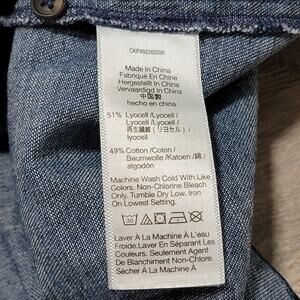 CKP492265266
Made In China
Fabriqué En Chine
Hergestellt In China
Vervaardigd In China
中国製
hecho en china
51% Lyocell /Lyocell /
Lyocell /Lyocell /
再生繊維 (リヨセル) /
lyocell
49% Cotton /Coton /
Baumwolle /Katoen /綿 /
algodón
Machine Wash Cold With Like
Colors. Non-Chlorine Bleach
Only. Tumble Dry Low. Iron
On Lowest Setting.
30
Laver À La Machine À L'eau
Froide.Laver En Séparant Les
Couleurs. Seulement Agent
De Blanchiment Non-Chlore.
Sécher À La Machine À